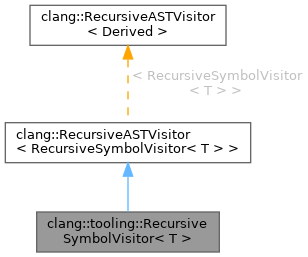 clang::RecursiveASTVisitor
< Derived >
< RecursiveSymbolVisitor
< T > >
clang::RecursiveASTVisitor
< RecursiveSymbolVisitor< T > >
clang::tooling::Recursive
SymbolVisitor< T >